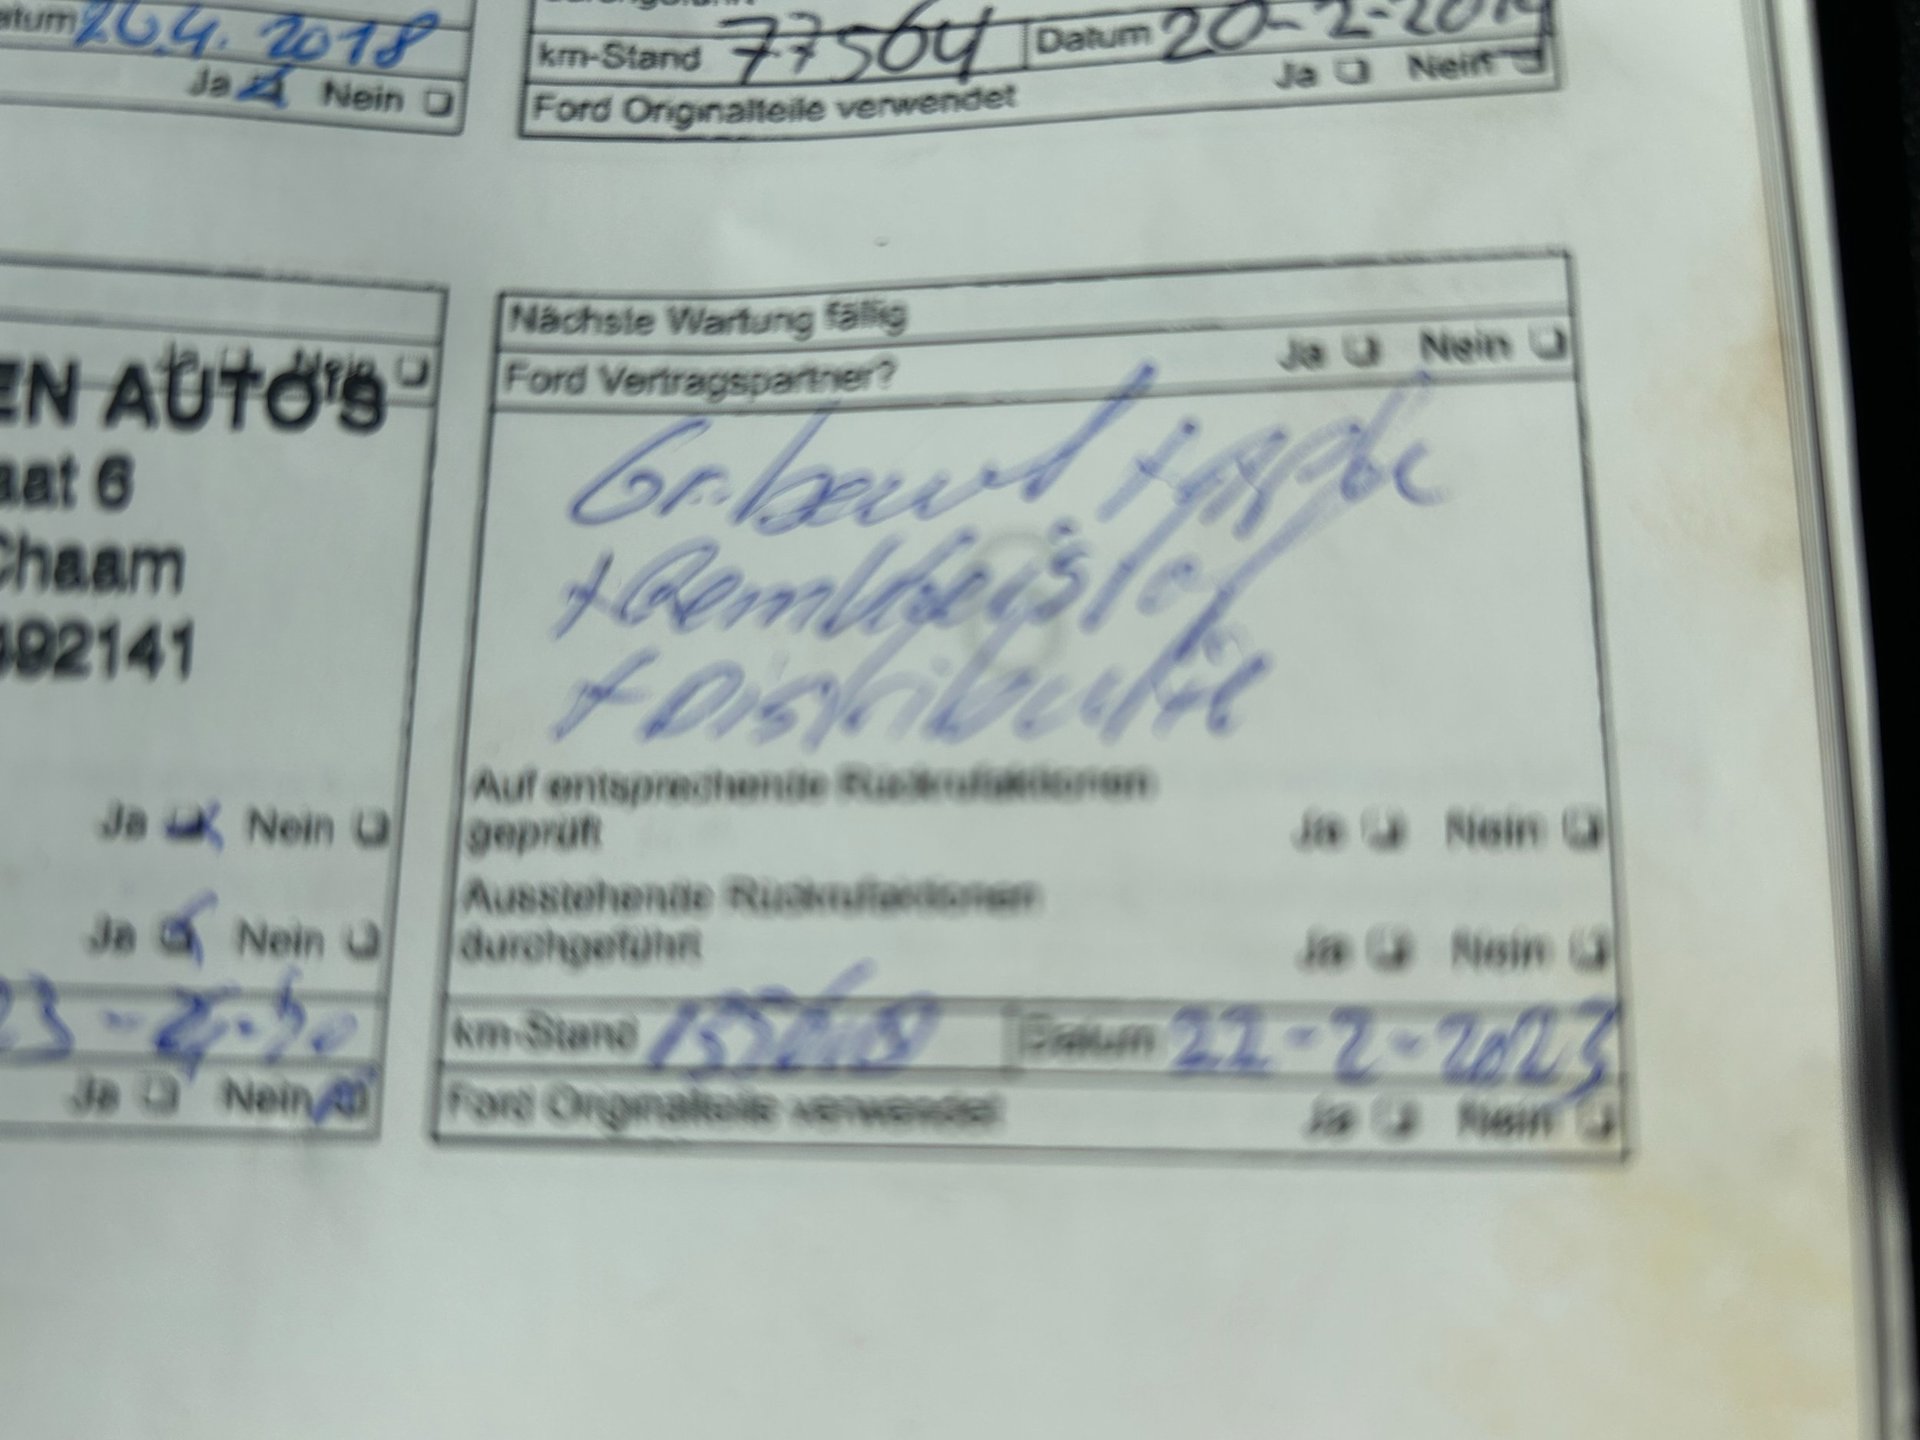 26.4.2018
Ja Nein
km-Stand 77564 Datum 20-2-2019
Ja Nein
Ford Originalteile verwendet
Nächste Wartung fällig
Ja Nein
Ford Vertragspartner?
Ja Nein
EN AUTO'S
aat 6
Chaam
492141
Gr. beurt + APK
+ Remvloeistof
+ Distributie
Ja Nein
Ja Nein
Ja Nein
Auf entsprechende Rückrufaktionen
geprüft
Ja Nein
Ausstehende Rückrufaktionen
durchgeführt
Ja Nein
km-Stand Datum 22-2-2023
Ford Originalteile verwendet
Ja Nein